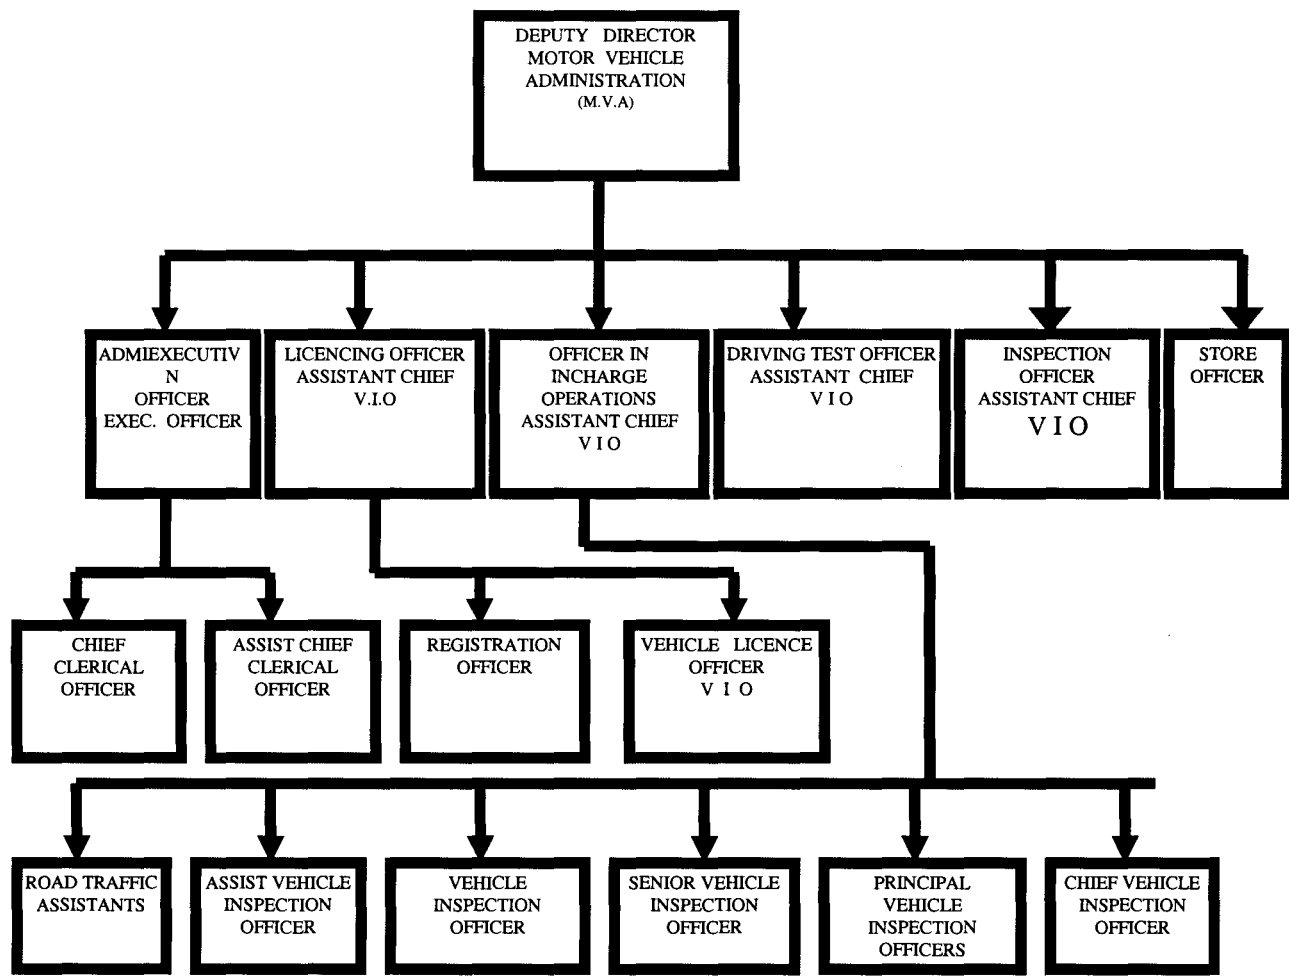 DEPUTY DIRECTOR
MOTOR VEHICLE
ADMINISTRATION
(M.V.A)
ADMIEXECUTIV
N
OFFICER
EXEC. OFFICER
LICENCING OFFICER
ASSISTANT CHIEF
V.I.O
OFFICER IN
INCHARGE
OPERATIONS
ASSISTANT CHIEF
V I O
DRIVING TEST OFFICER
ASSISTANT CHIEF
V I O
INSPECTION
OFFICER
ASSISTANT CHIEF
V I O
STORE
OFFICER
CHIEF
CLERICAL
OFFICER
ASSIST CHIEF
CLERICAL
OFFICER
REGISTRATION
OFFICER
VEHICLE LICENCE
OFFICER
V I O
ROAD TRAFFIC
ASSISTANTS
ASSIST VEHICLE
INSPECTION
OFFICER
VEHICLE
INSPECTION
OFFICER
SENIOR VEHICLE
INSPECTION
OFFICER
PRINCIPAL
VEHICLE
INSPECTION
OFFICERS
CHIEF VEHICLE
INSPECTION
OFFICER